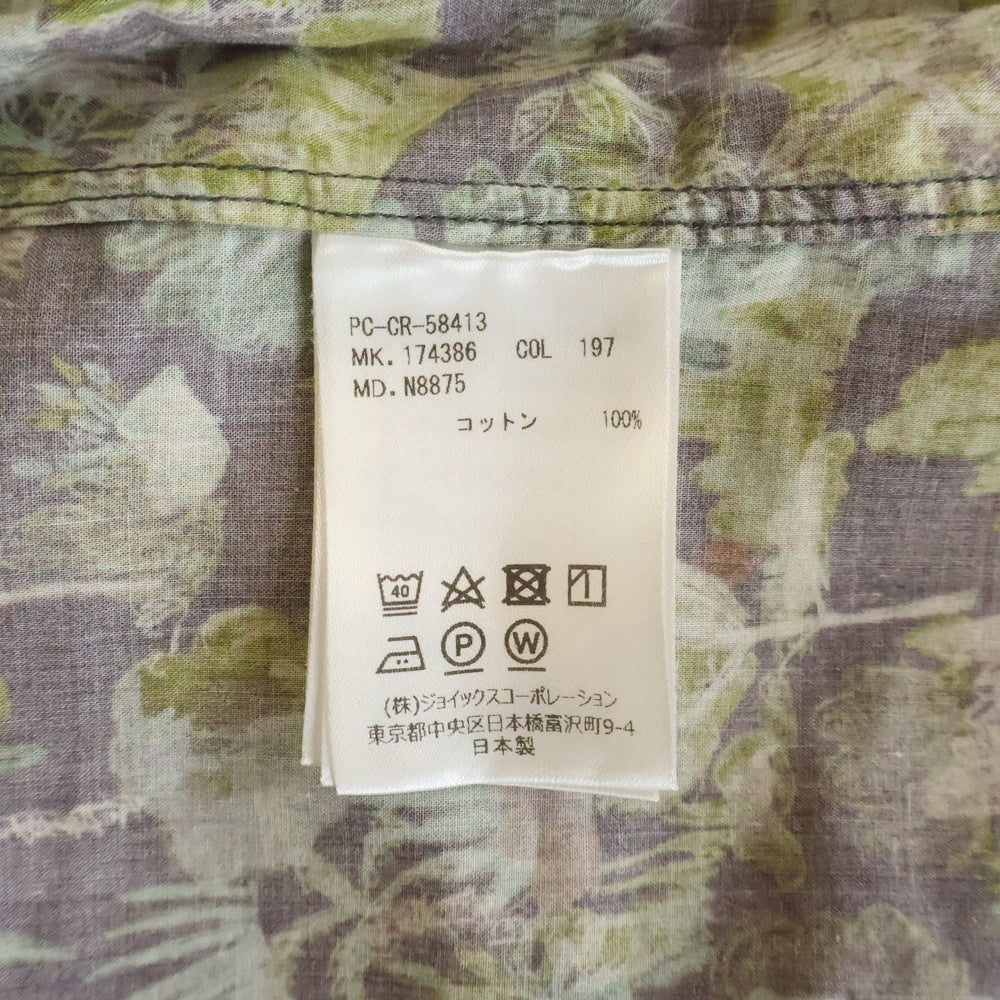 PC-CR-58413
MK. 174386 COL 197
MD. N8875
コットン 100%
40
P W
(株)ジョイックスコーポレーション
東京都中央区日本橋富沢町9-4
日本製